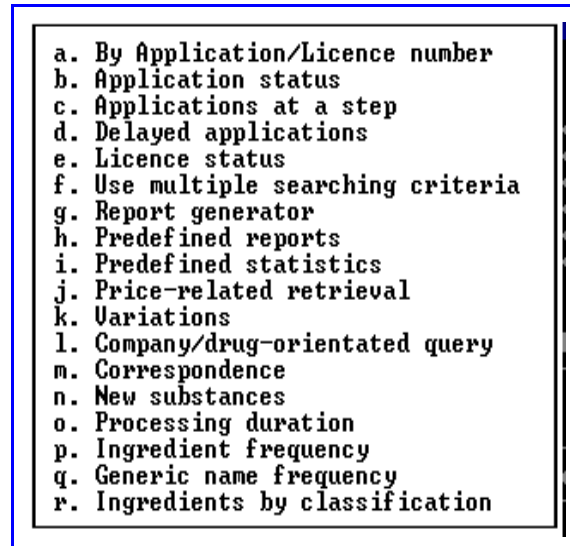 a. By Application/Licence number
b. Application status
c. Applications at a step
d. Delayed applications
e. Licence status
f. Use multiple searching criteria
g. Report generator
h. Predefined reports
i. Predefined statistics
j. Price-related retrieval
k. Variations
l. Company/drug-orientated query
m. Correspondence
n. New substances
o. Processing duration
p. Ingredient frequency
q. Generic name frequency
r. Ingredients by classification